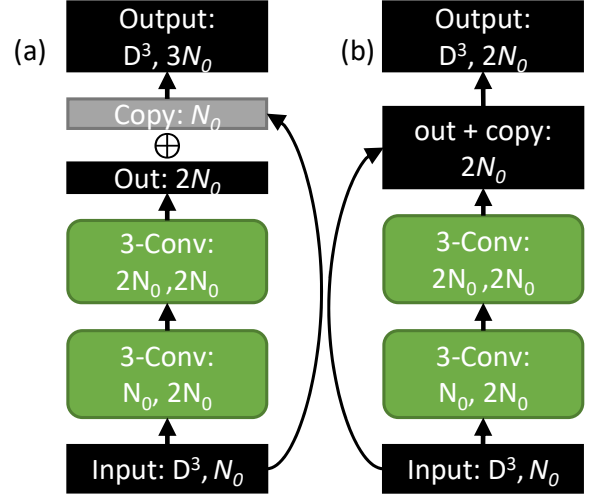 (a)
Output:
D³, 3N₀
Copy: N₀
⊕
Out: 2N₀
3-Conv:
2N₀ ,2N₀
3-Conv:
N₀, 2N₀
Input: D³, N₀
(b)
Output:
D³, 2N₀
out + copy:
2N₀
3-Conv:
2N₀ ,2N₀
3-Conv:
N₀, 2N₀
Input: D³, N₀